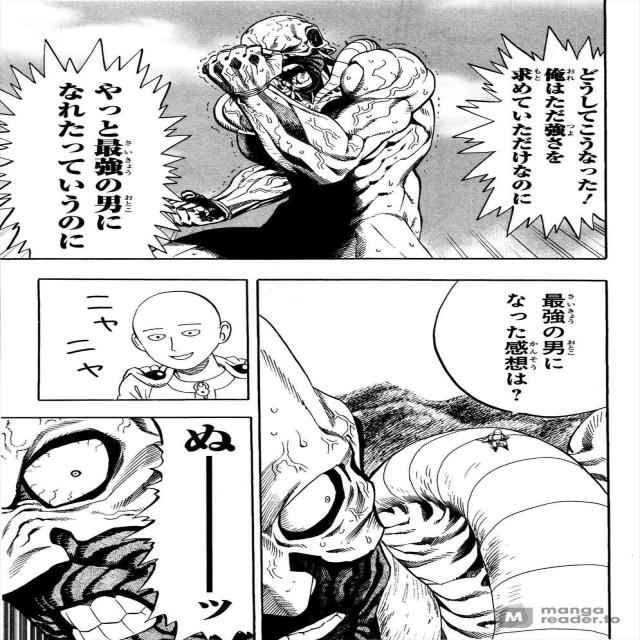 どうしてこうなった！
俺はただ強さを
求めていただけなのに
やっと最強の男に
なれたっていうのに
最強の男に
なった感想は？
ニャ
ニャ
ぬーーッ
manga
reader.to